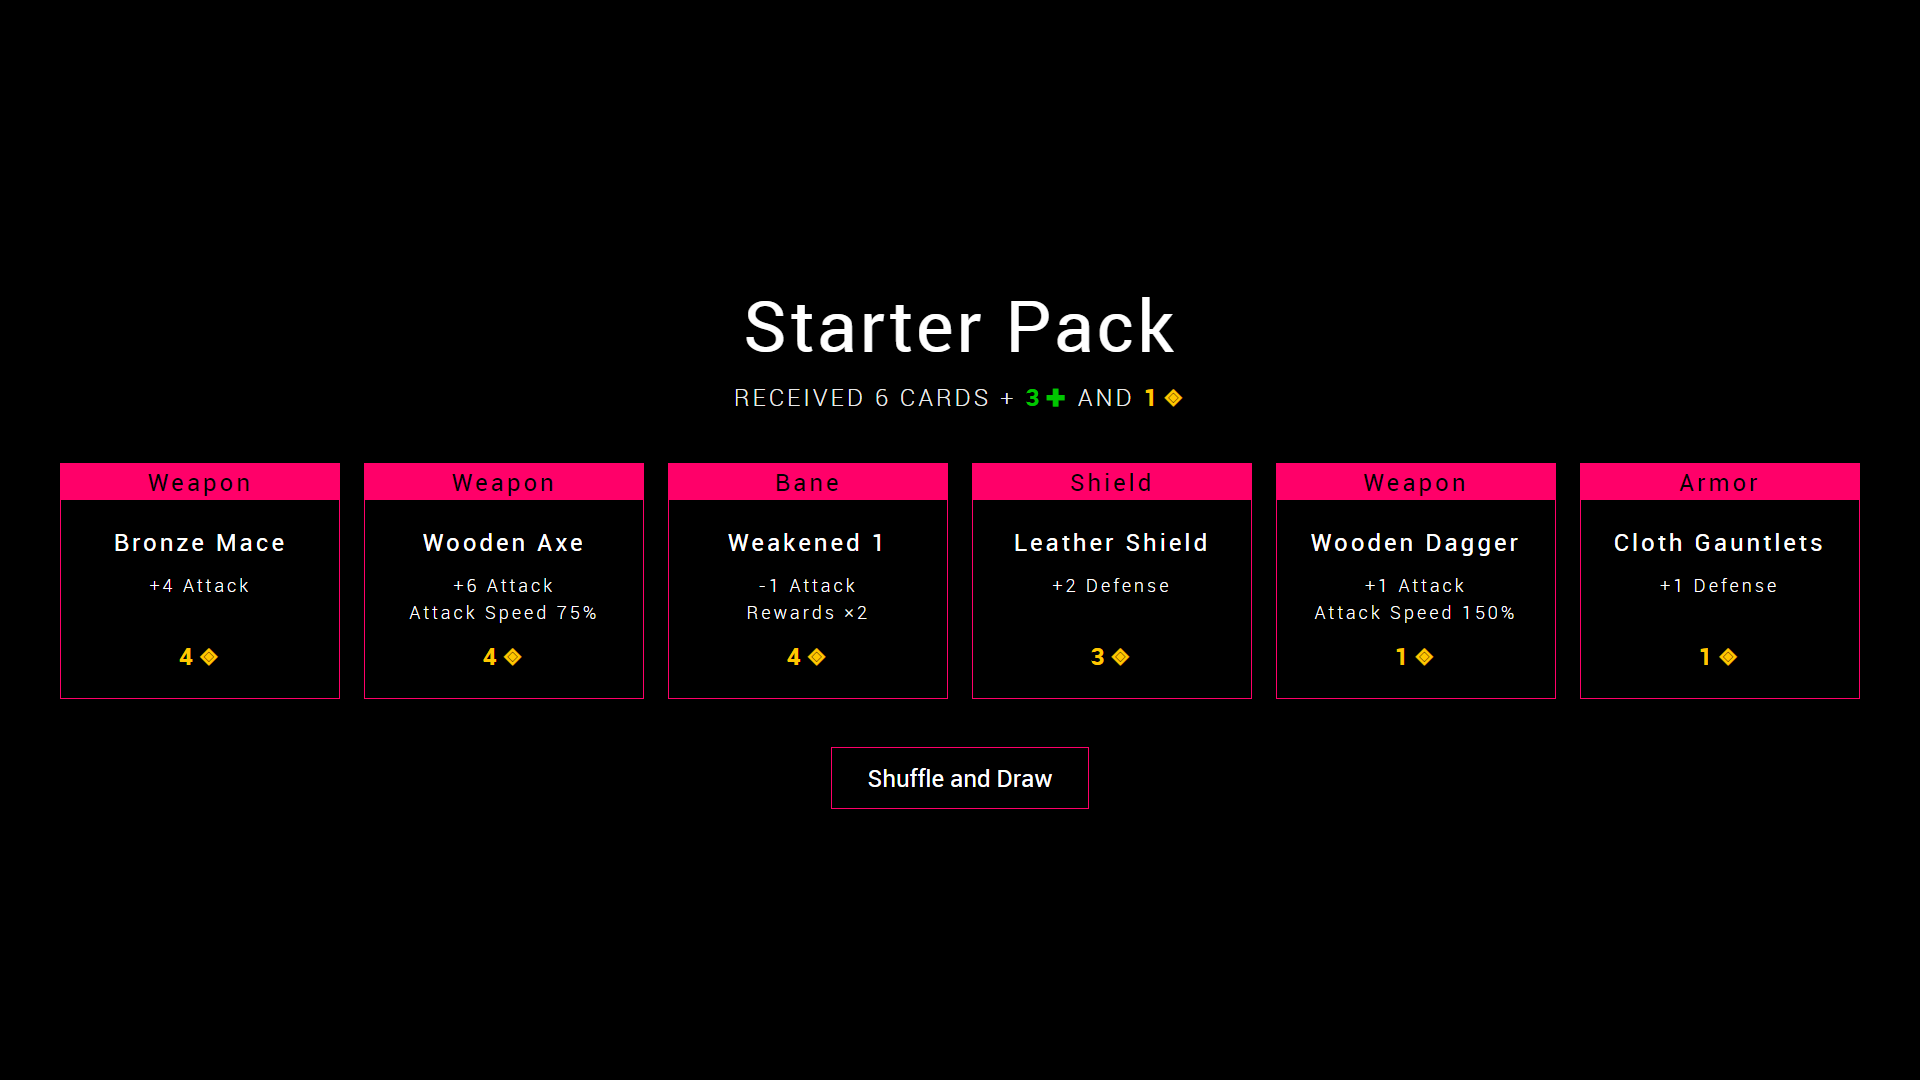 Starter Pack
RECEIVED 6 CARDS + 3 AND 1
Weapon
Bronze Mace
+4 Attack
4
Weapon
Wooden Axe
+6 Attack
Attack Speed 75%
4
Bane
Weakened 1
-1 Attack
Rewards ×2
4
Shield
Leather Shield
+2 Defense
3
Weapon
Wooden Dagger
+1 Attack
Attack Speed 150%
1
Armor
Cloth Gauntlets
+1 Defense
1
Shuffle and Draw